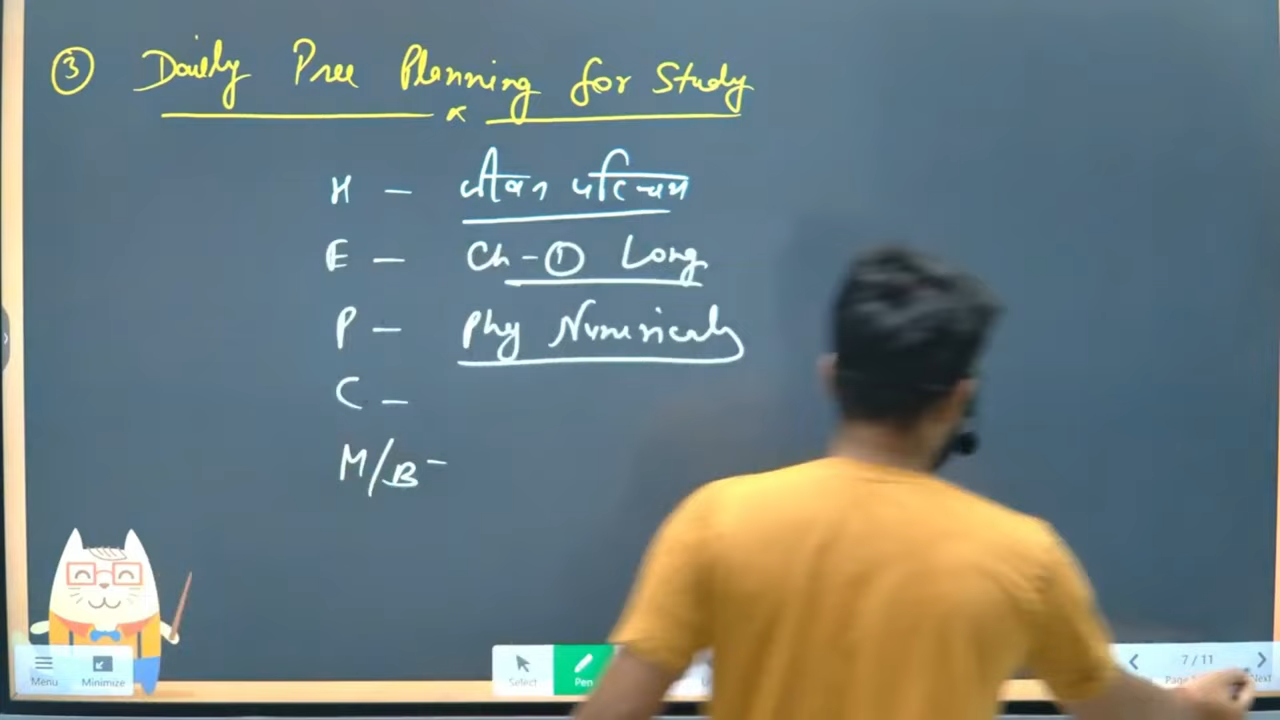 ③ Daily Pree Planning for Study
H - जीवन परिचय
E - Ch-① Long
P - Phy Numericals
C -
M/B -
Menu
Minimize
Select
Pen
7 / 11
Next